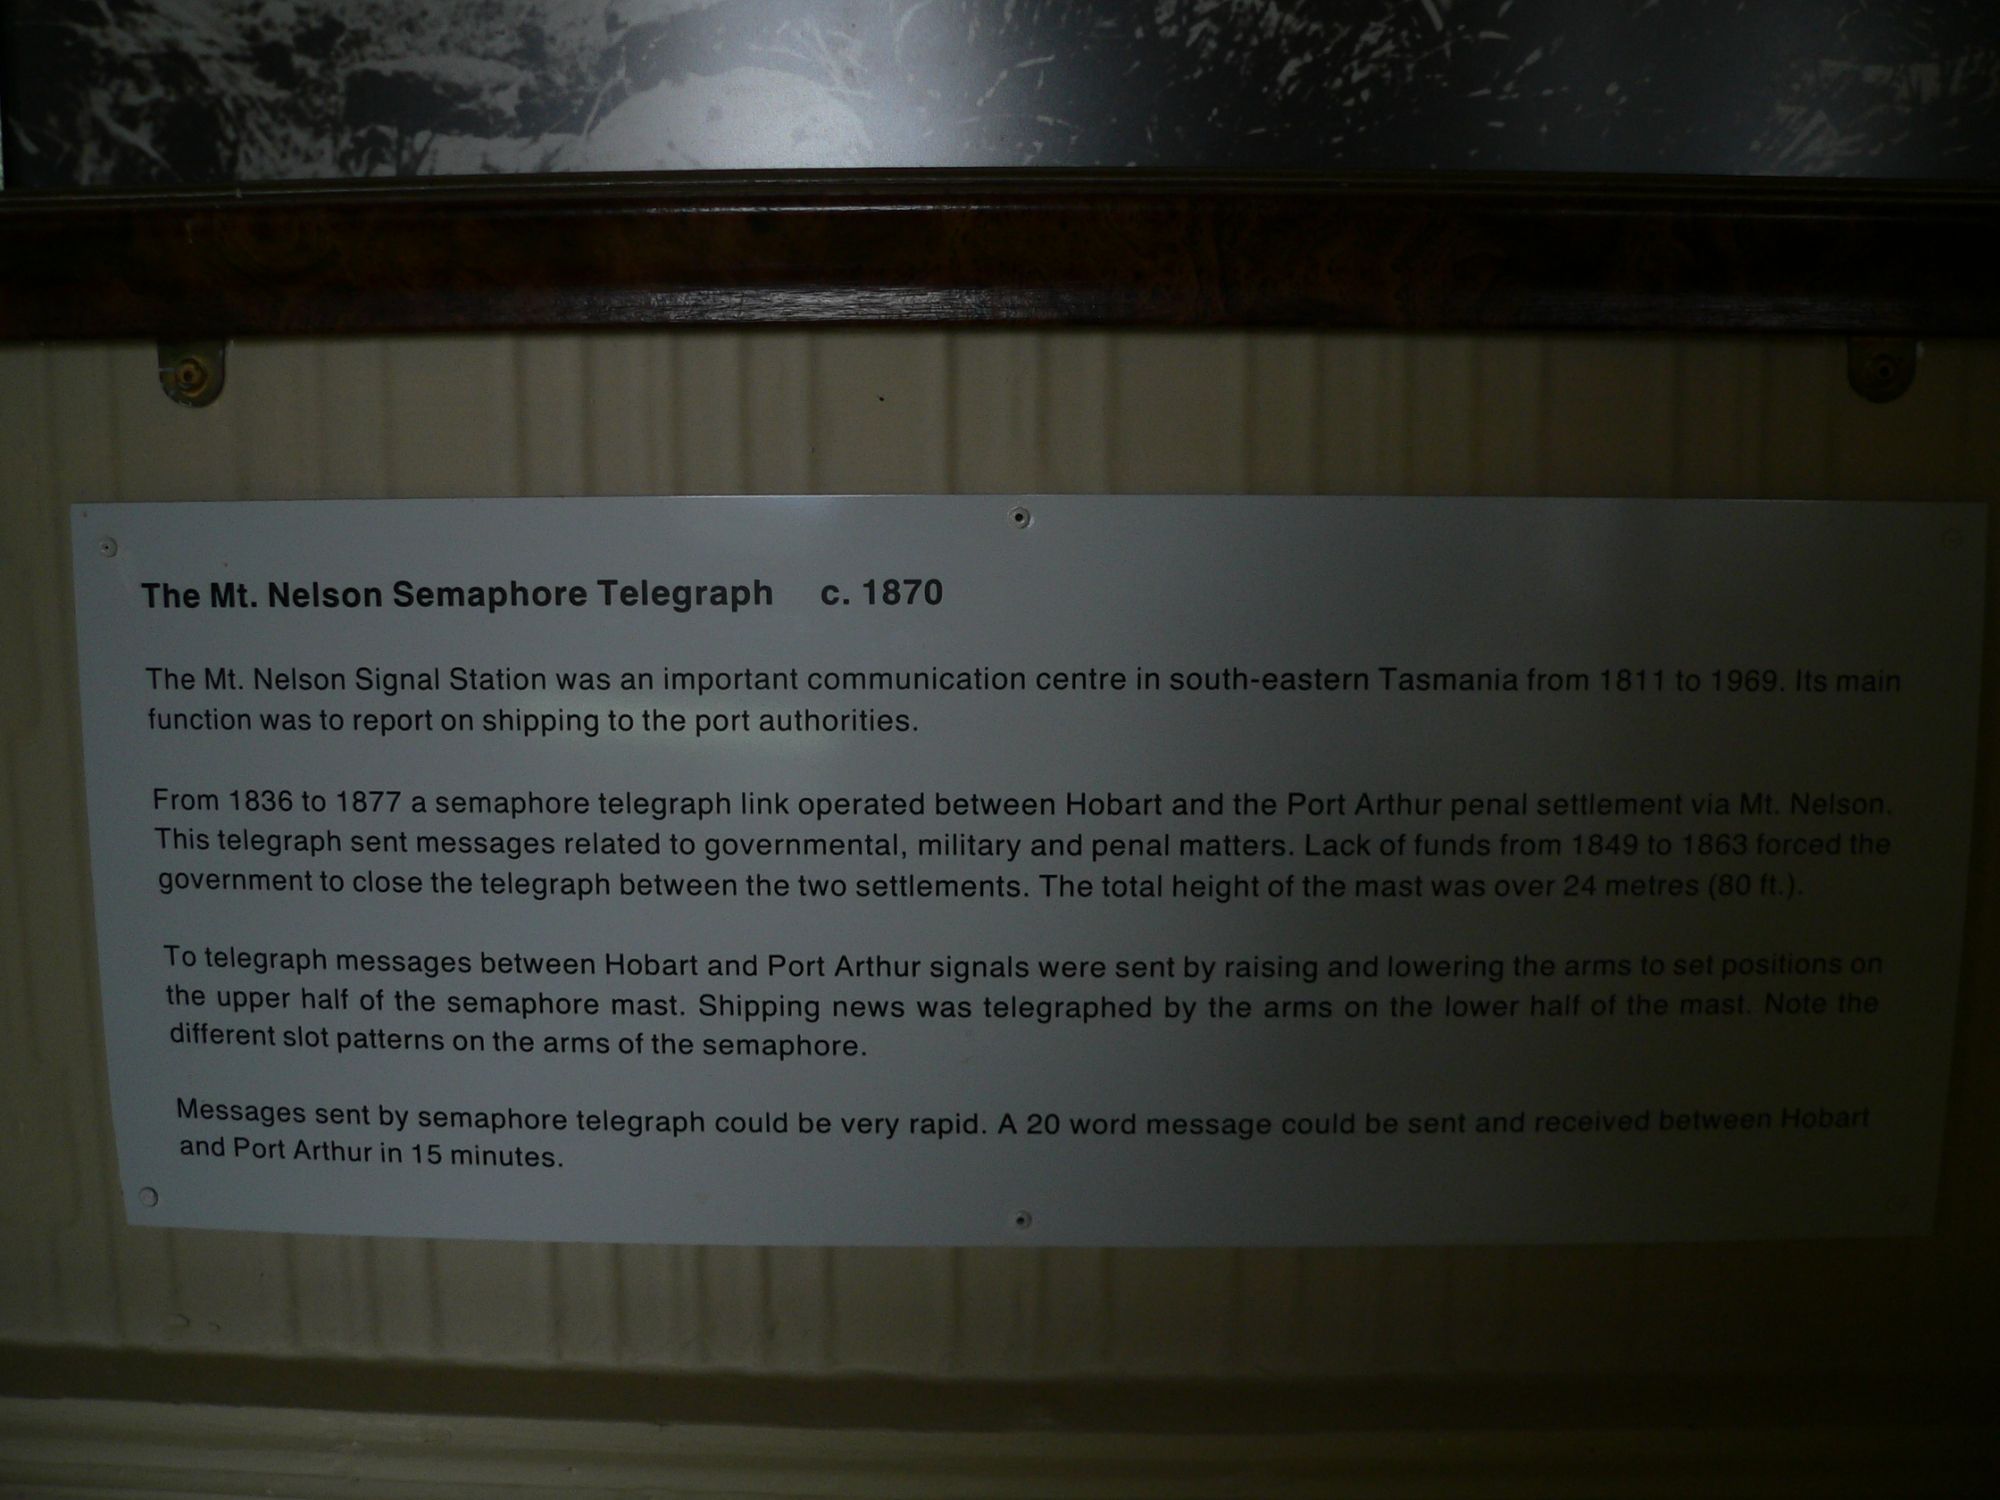 The Mt. Nelson Semaphore Telegraph c. 1870
The Mt. Nelson Signal Station was an important communication centre in south-eastern Tasmania from 1811 to 1969. Its main
function was to report on shipping to the port authorities.
From 1836 to 1877 a semaphore telegraph link operated between Hobart and the Port Arthur penal settlement via Mt. Nelson.
This telegraph sent messages related to governmental, military and penal matters. Lack of funds from 1849 to 1863 forced the
government to close the telegraph between the two settlements. The total height of the mast was over 24 metres (80 ft.).
To telegraph messages between Hobart and Port Arthur signals were sent by raising and lowering the arms to set positions on
the upper half of the semaphore mast. Shipping news was telegraphed by the arms on the lower half of the mast. Note the
different slot patterns on the arms of the semaphore.
Messages sent by semaphore telegraph could be very rapid. A 20 word message could be sent and received between Hobart
and Port Arthur in 15 minutes.